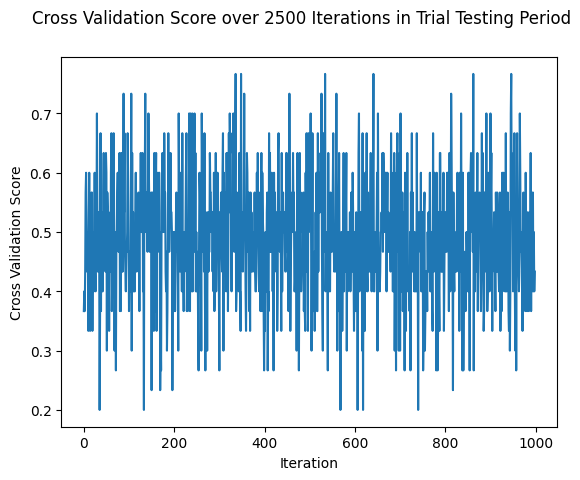 Cross Validation Score over 2500 Iterations in Trial Testing Period
Cross Validation Score
0.7
0.6
0.5
0.4
0.3
0.2
0 200 400 600 800 1000
Iteration